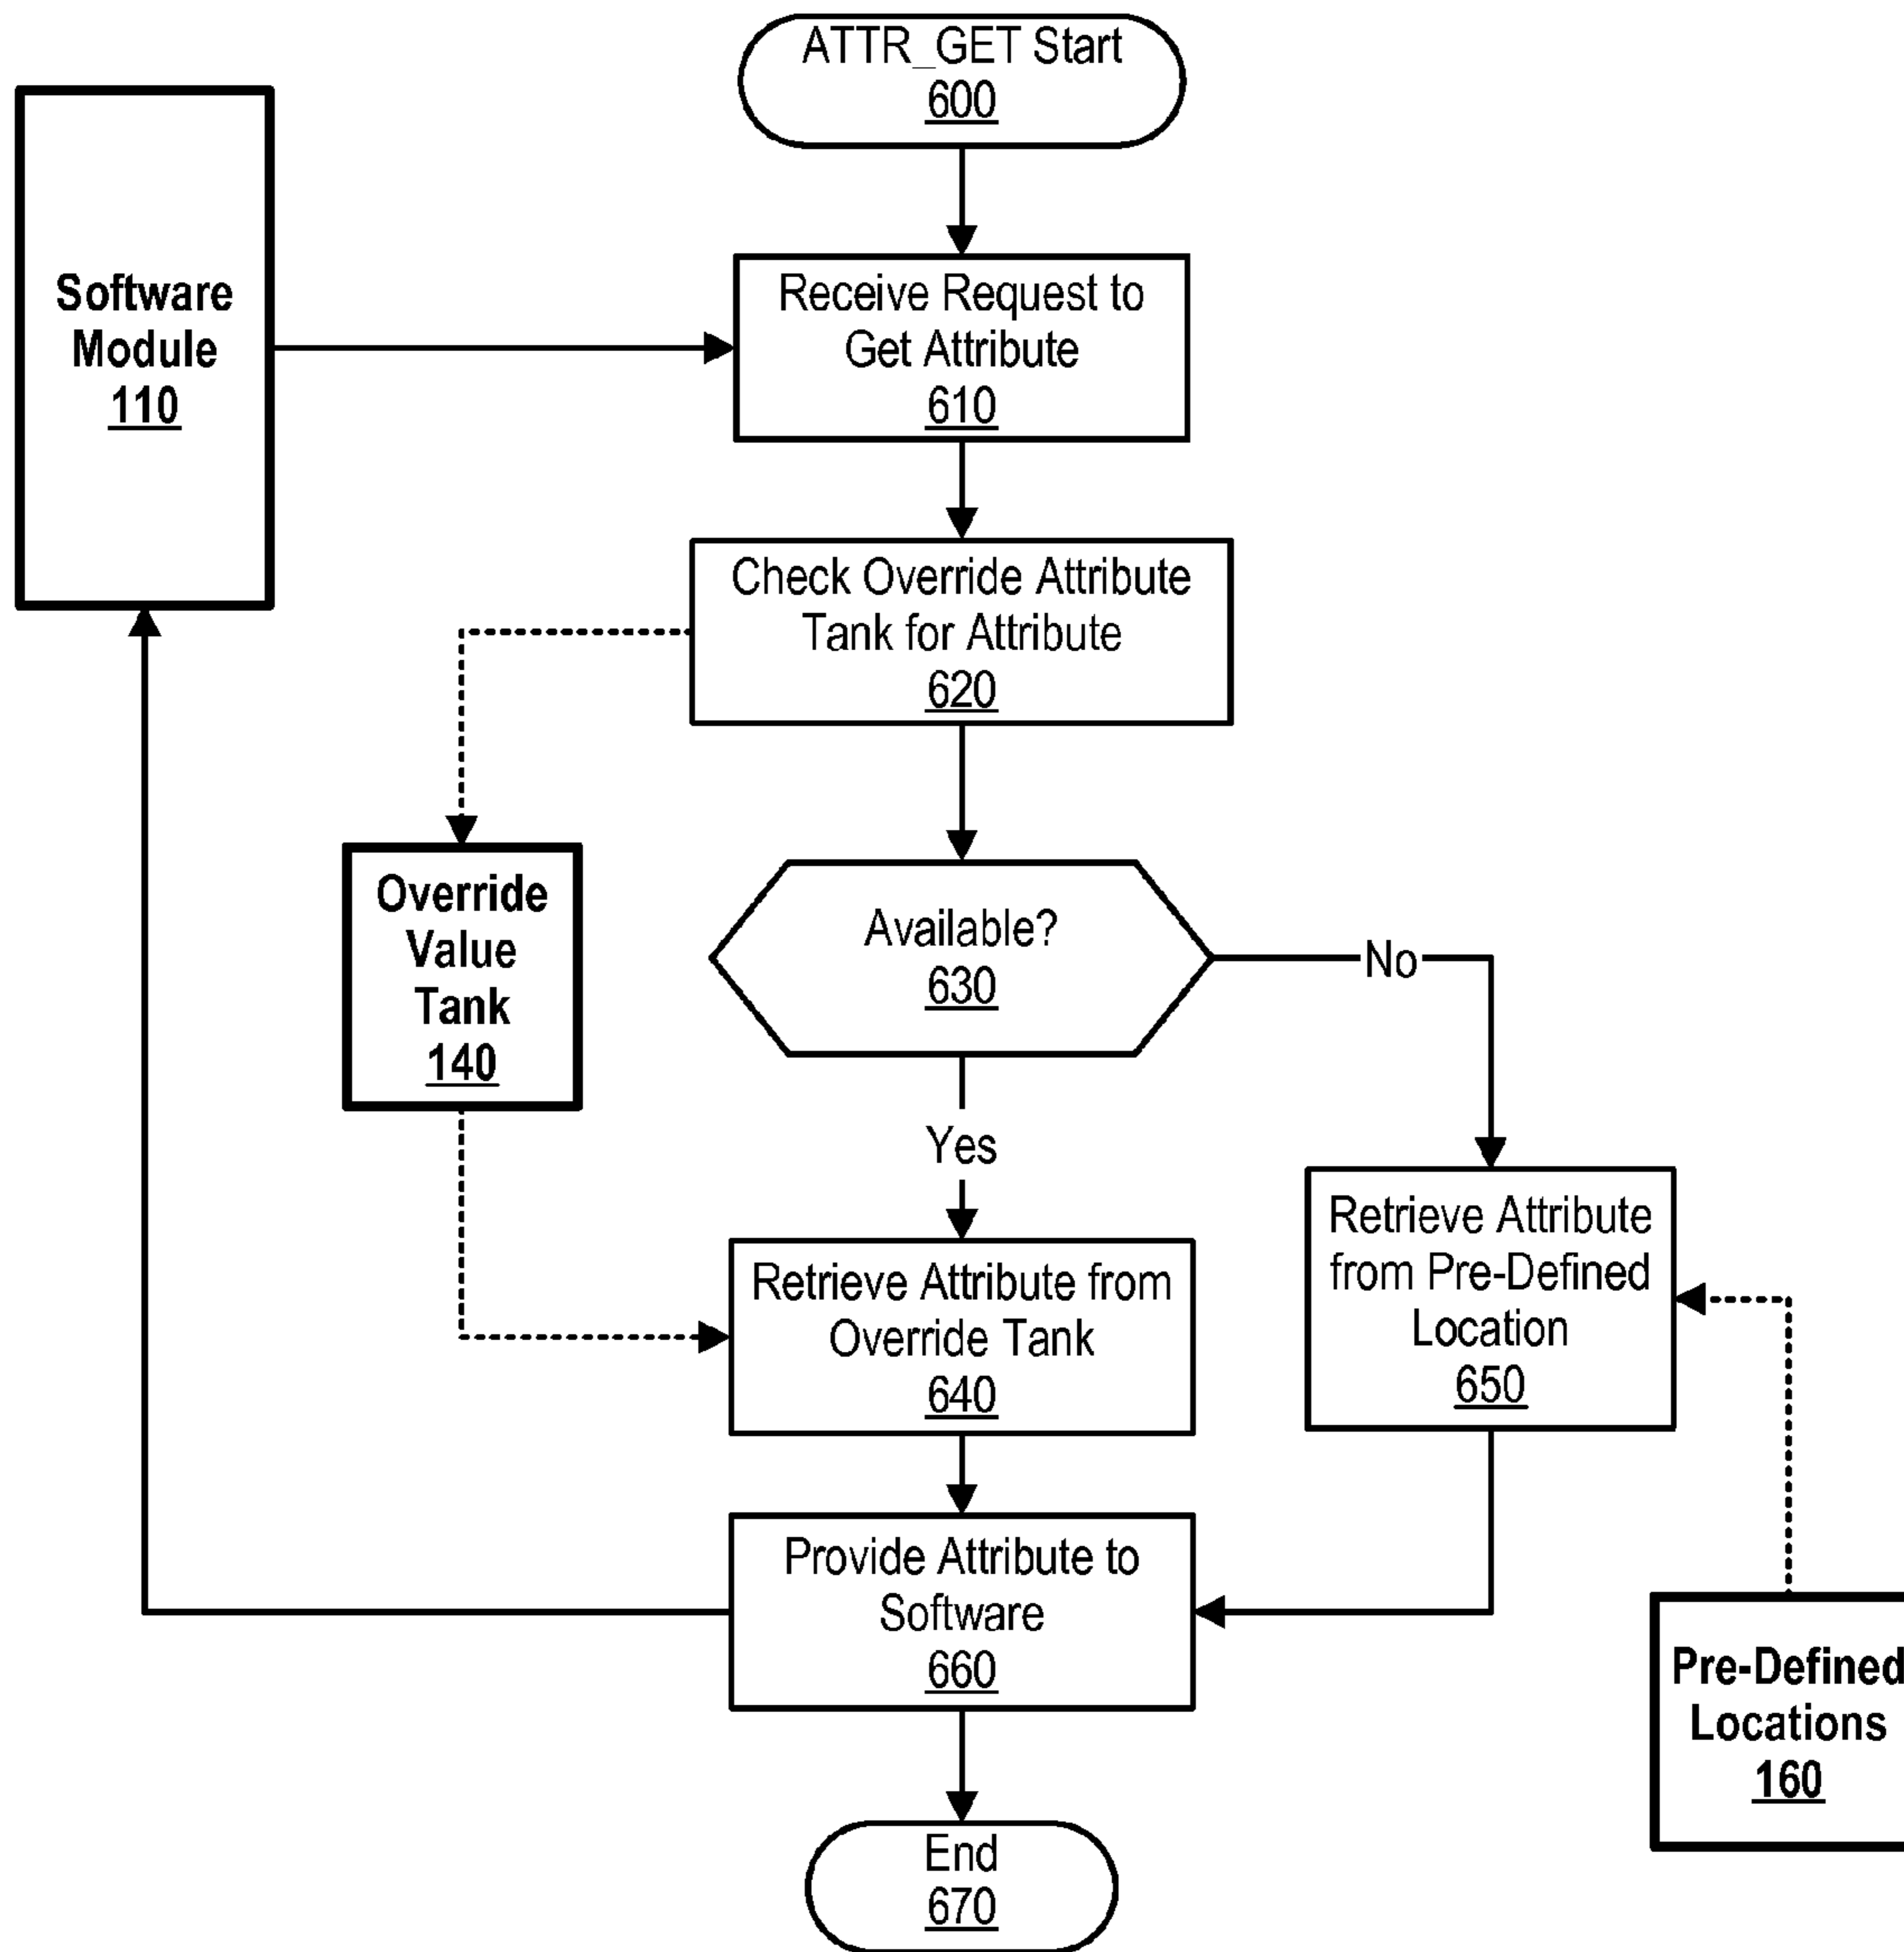 ATTR_GET Start
600
Software
Module
110
Receive Request to
Get Attribute
610
Check Override Attribute
Tank for Attribute
620
Override
Value
Tank
140
Available?
630
No
Yes
Retrieve Attribute from
Override Tank
640
Retrieve Attribute
from Pre-Defined
Location
650
Provide Attribute to
Software
660
Pre-Defined
Locations
160
End
670